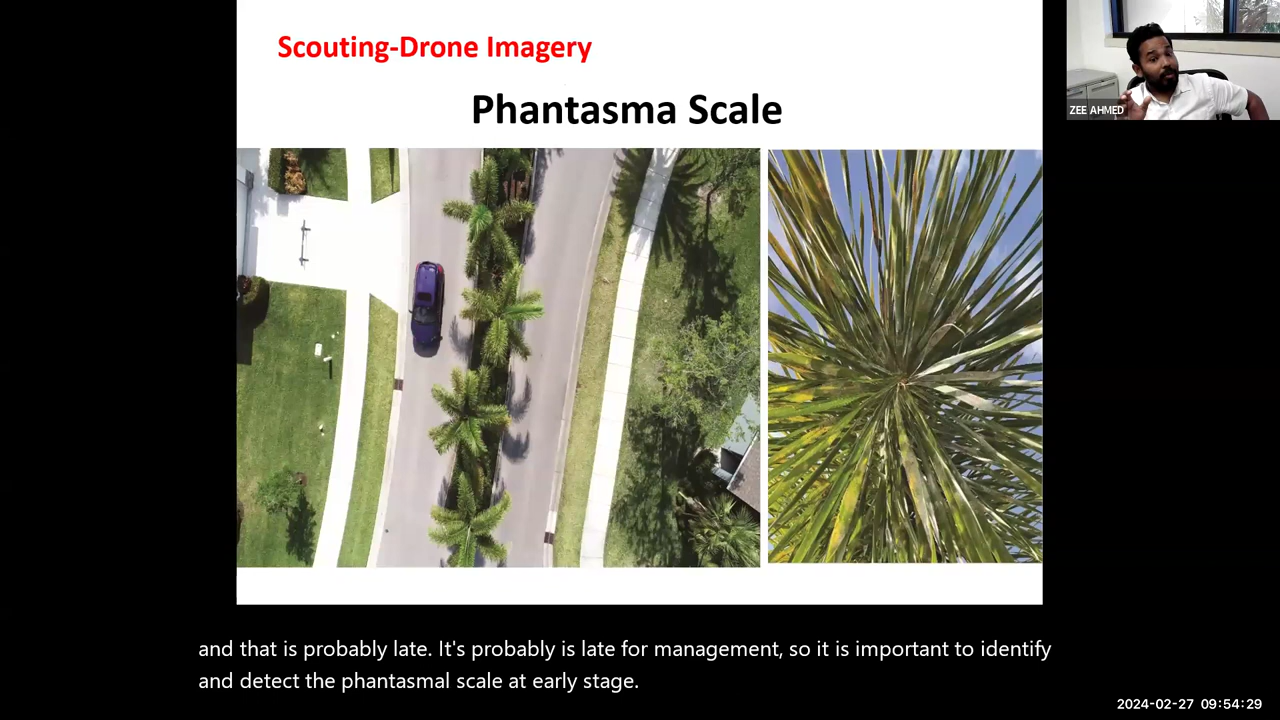 Scouting-Drone Imagery
Phantasma Scale
ZEE AHMED
and that is probably late. It's probably is late for management, so it is important to identify
and detect the phantasmal scale at early stage.
2024-02-27 09:54:29